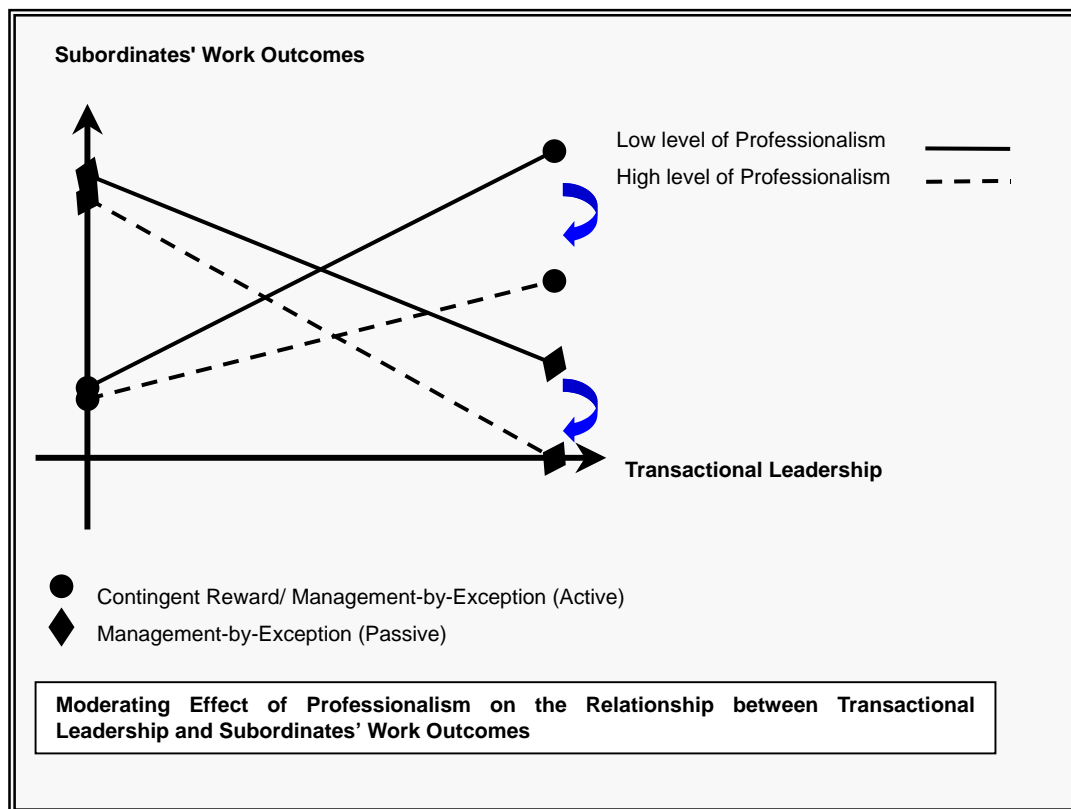 Subordinates' Work Outcomes
Low level of Professionalism
High level of Professionalism
Transactional Leadership
Contingent Reward/ Management-by-Exception (Active)
Management-by-Exception (Passive)
Moderating Effect of Professionalism on the Relationship between Transactional
Leadership and Subordinates’ Work Outcomes